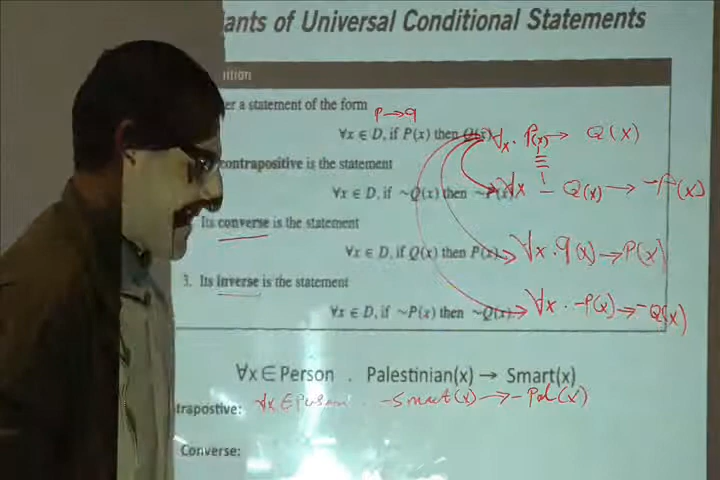 ants of Universal Conditional Statements
ition
er a statement of the form
P→q
∀x ∈ D, if P(x) then Q(x)
∀x. P(x) → Q(x)
≡
contrapositive is the statement
∀x ∈ D, if ~Q(x) then ~P(x)
∀x ¬Q(x) → ¬P(x)
Its converse is the statement
∀x ∈ D, if Q(x) then P(x).
∀x. q(x) → P(x)
3. Its inverse is the statement
∀x ∈ D, if ~P(x) then ~Q(x).
∀x. ¬P(x) → ¬Q(x)
∀x∈Person . Palestinian(x) → Smart(x)
trapostive: ∀x∈Person . ¬Smart(x) → ¬Pal(x)
Converse: